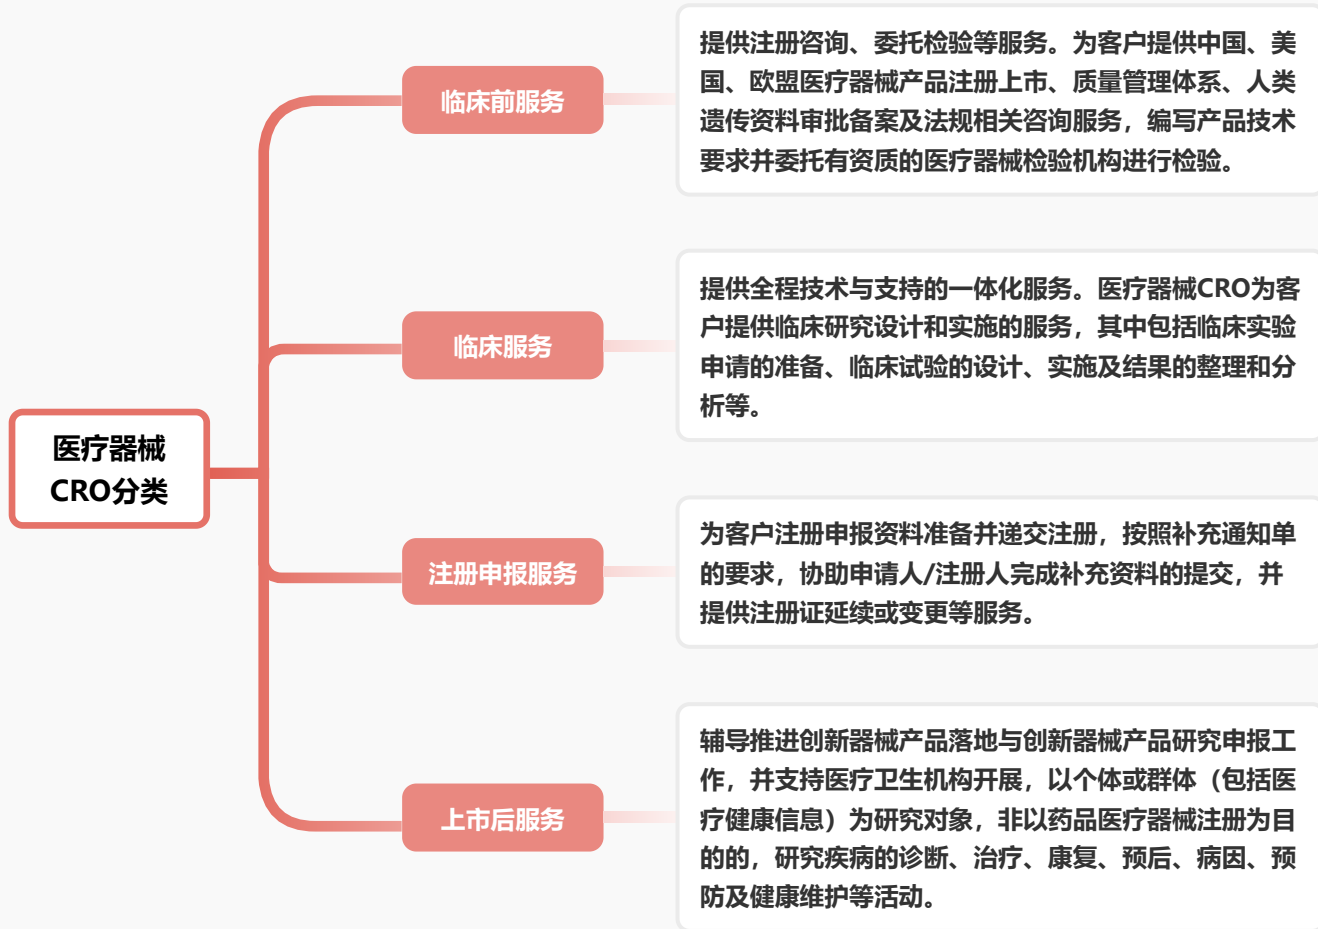 医疗器械
CRO分类
临床前服务
提供注册咨询、委托检验等服务。为客户提供中国、美
国、欧盟医疗器械产品注册上市、质量管理体系、人类
遗传资料审批备案及法规相关咨询服务，编写产品技术
要求并委托有资质的医疗器械检验机构进行检验。
临床服务
提供全程技术与支持的一体化服务。医疗器械CRO为客
户提供临床研究设计和实施的服务，其中包括临床实验
申请的准备、临床试验的设计、实施及结果的整理和分
析等。
注册申报服务
为客户注册申报资料准备并递交注册，按照补充通知单
的要求，协助申请人/注册人完成补充资料的提交，并
提供注册证延续或变更等服务。
上市后服务
辅导推进创新器械产品落地与创新器械产品研究申报工
作，并支持医疗卫生机构开展，以个体或群体（包括医
疗健康信息）为研究对象，非以药品医疗器械注册为目
的的，研究疾病的诊断、治疗、康复、预后、病因、预
防及健康维护等活动。